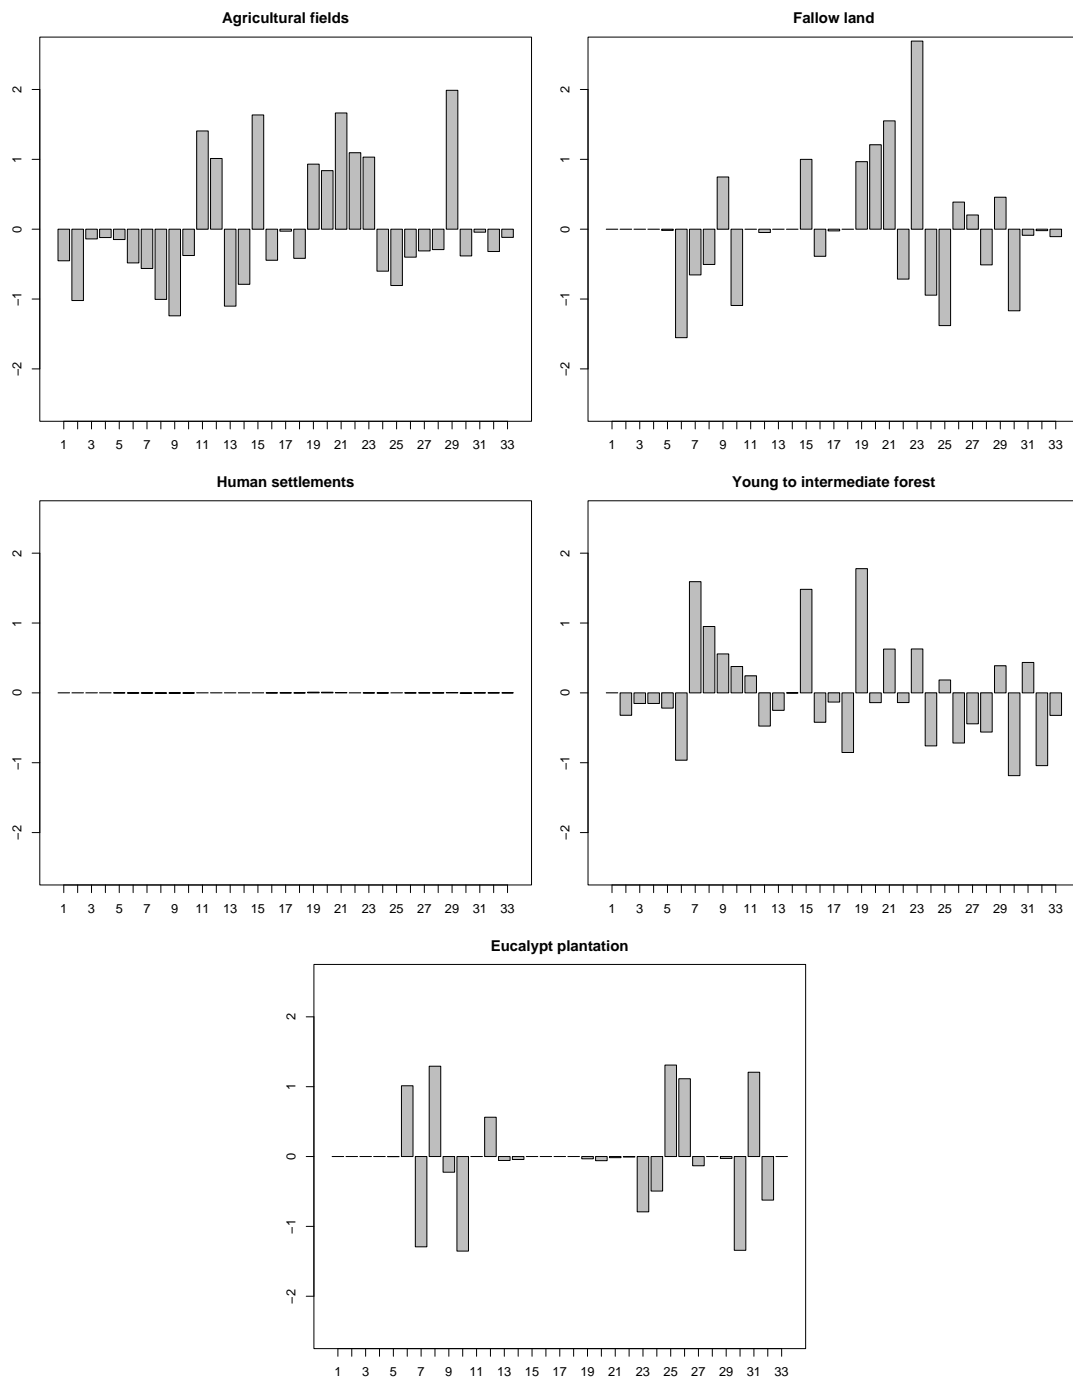 Agricultural fields
2
1
0
−1
−2
1 3 5 7 9 11 13 15 17 19 21 23 25 27 29 31 33
Fallow land
2
1
0
−1
−2
1 3 5 7 9 11 13 15 17 19 21 23 25 27 29 31 33
Human settlements
2
1
0
−1
−2
1 3 5 7 9 11 13 15 17 19 21 23 25 27 29 31 33
Young to intermediate forest
2
1
0
−1
−2
1 3 5 7 9 11 13 15 17 19 21 23 25 27 29 31 33
Eucalypt plantation
2
1
0
−1
−2
1 3 5 7 9 11 13 15 17 19 21 23 25 27 29 31 33